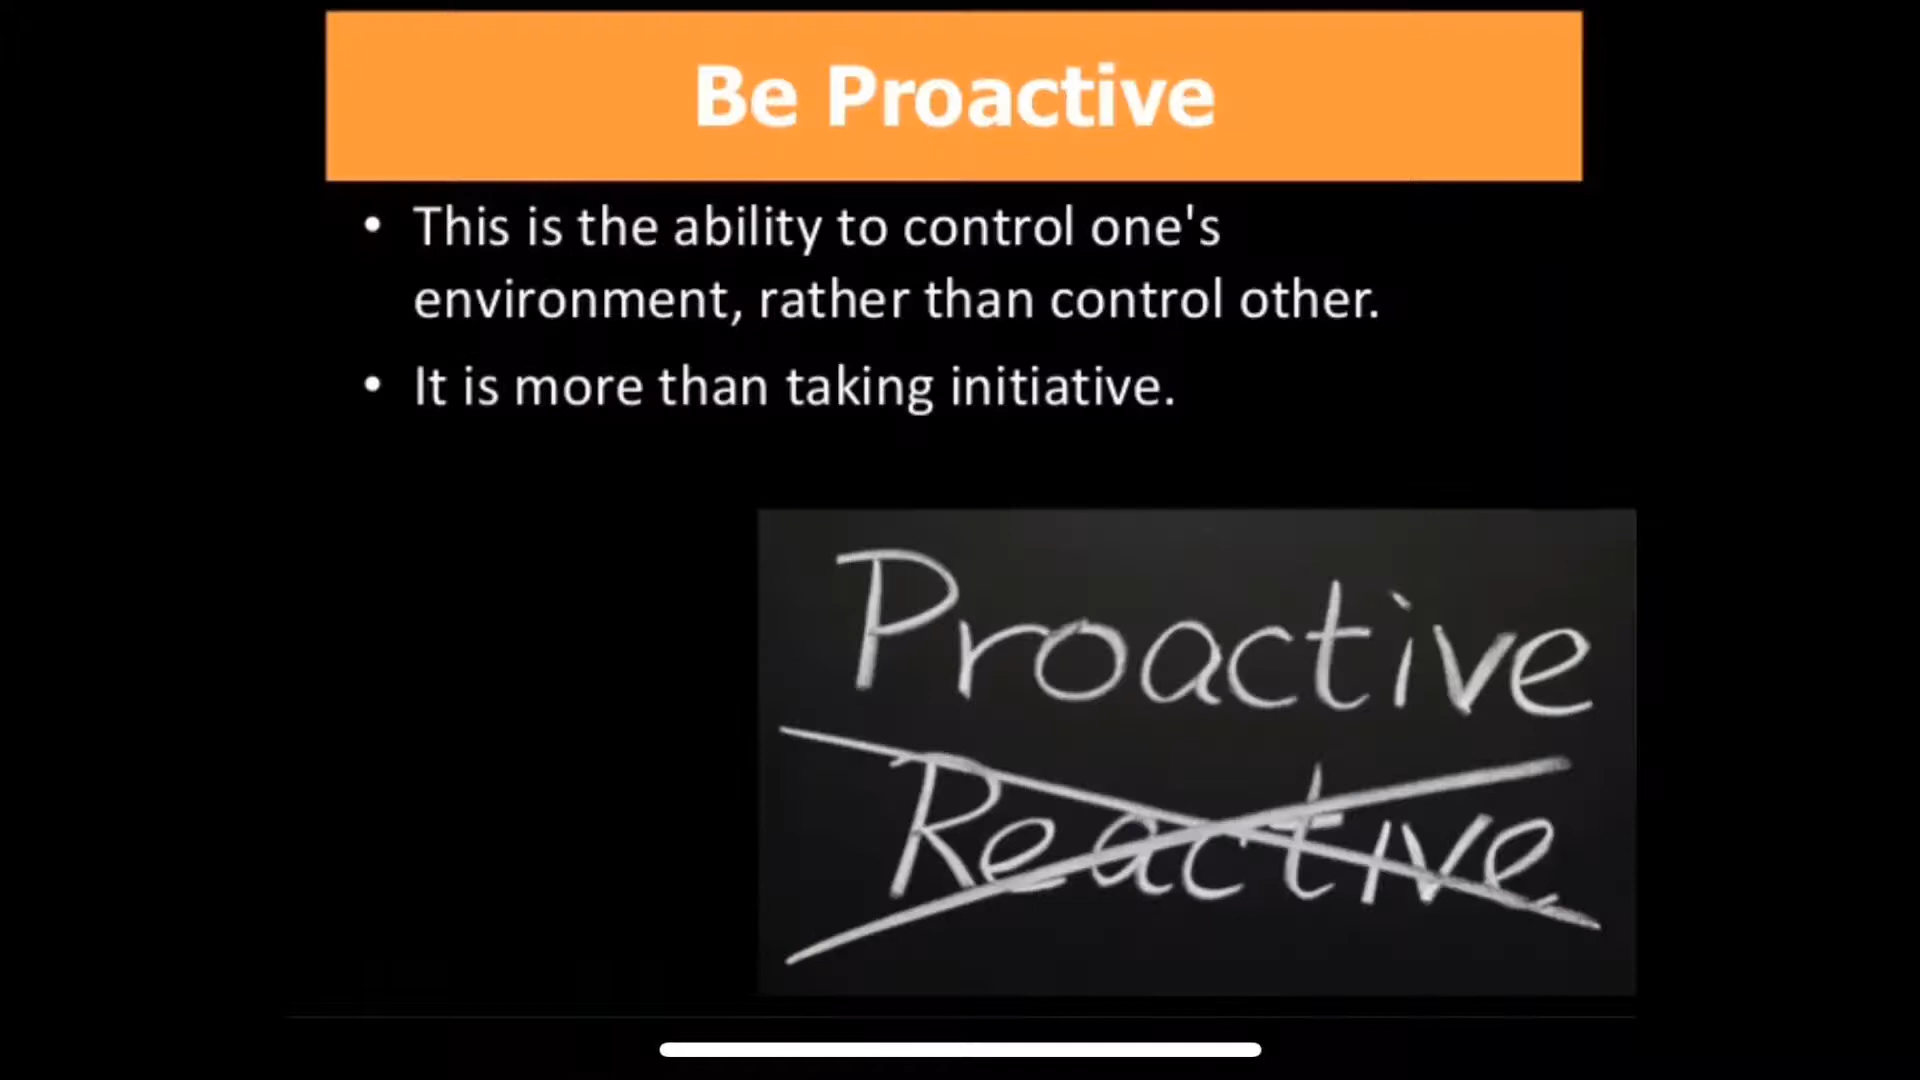 Be Proactive
• This is the ability to control one's
environment, rather than control other.
• It is more than taking initiative.
Proactive
Reactive